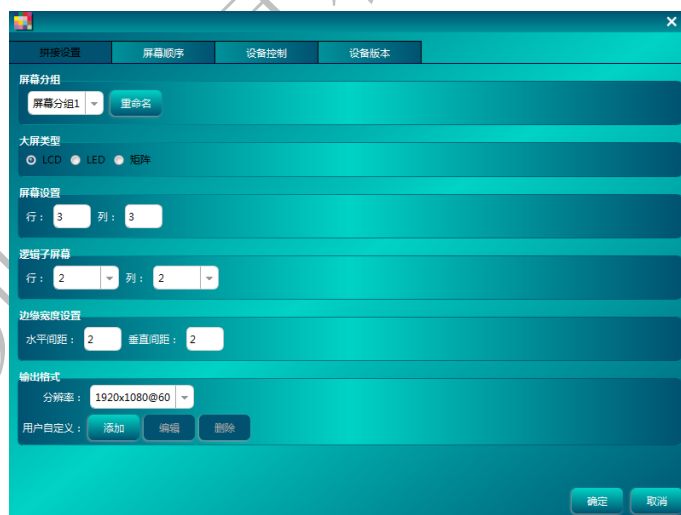 拼接设置 屏幕顺序 设备控制 设备版本
屏幕分组
屏幕分组1 重命名
大屏类型
LCD LED 矩阵
屏幕设置
行： 3 列： 3
逻辑子屏幕
行： 2 列： 2
边缘宽度设置
水平间距： 2 垂直间距： 2
输出格式
分辨率： 1920x1080@60
用户自定义： 添加 编辑 删除
确定 取消